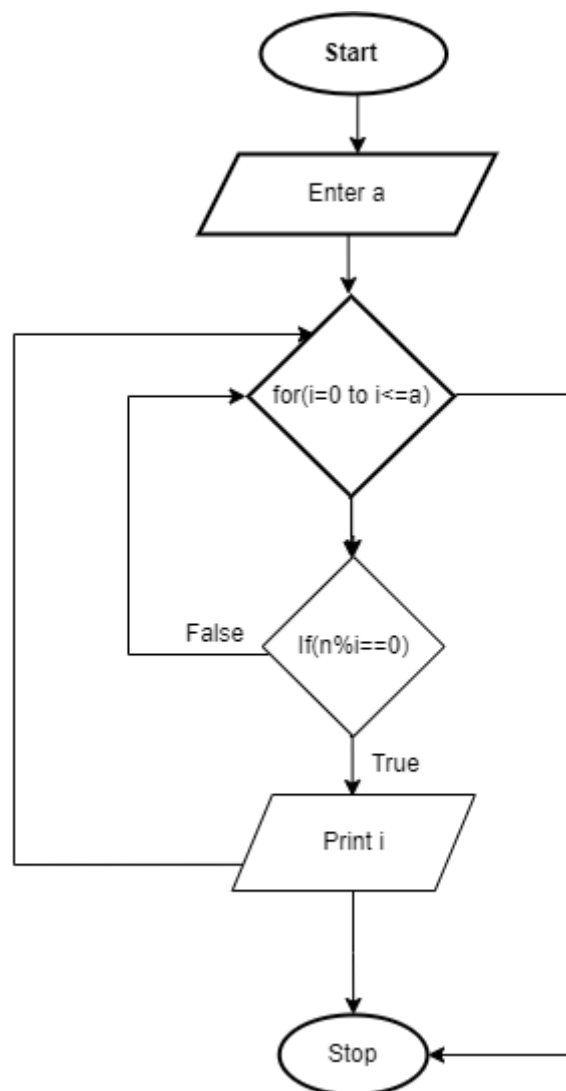 Start
Enter a
for(i=0 to i<=a)
If(n%i==0)
False
True
Print i
Stop